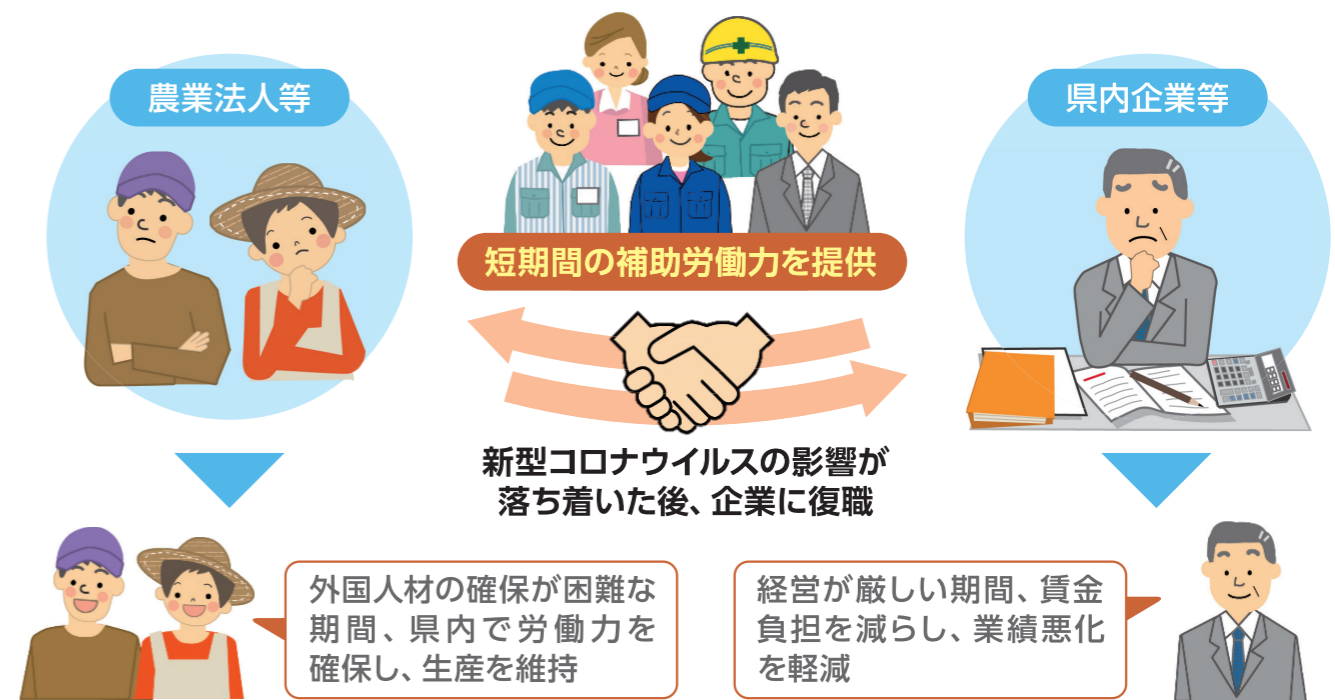 農業法人等
県内企業等
短期間の補助労働力を提供
新型コロナウイルスの影響が
落ち着いた後、企業に復職
外国人材の確保が困難な
期間、県内で労働力を
確保し、生産を維持
経営が厳しい期間、賃金
負担を減らし、業績悪化
を軽減